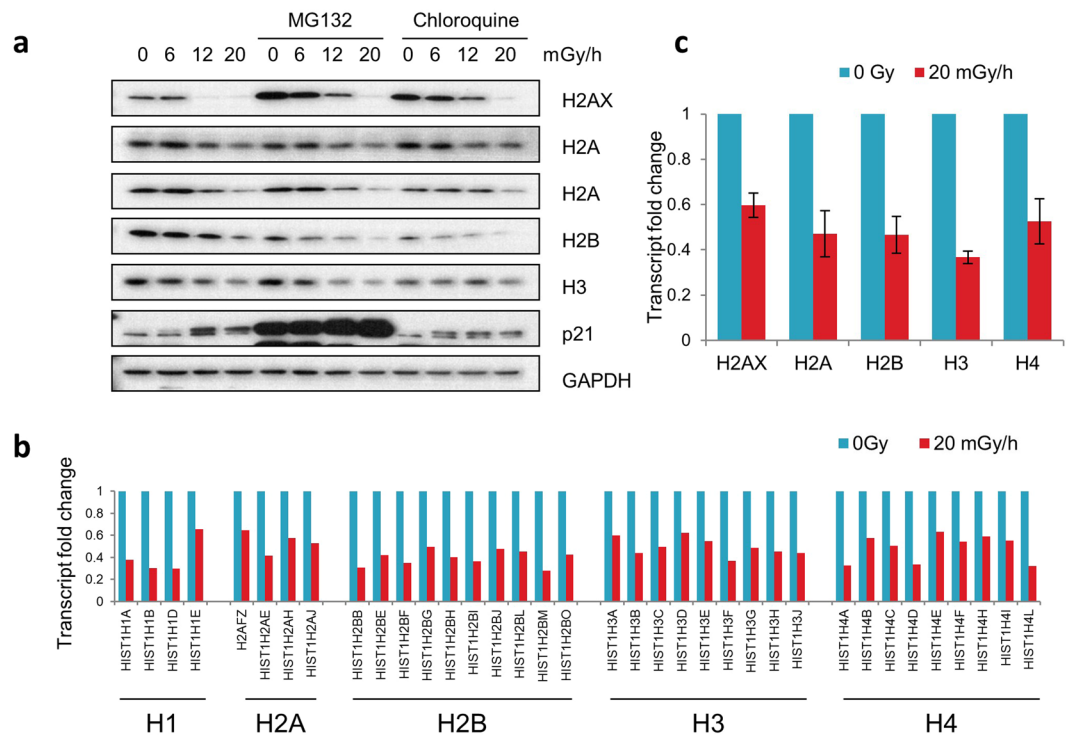 a
MG132
Chloroquine
0 6 12 20 0 6 12 20 0 6 12 20 mGy/h
H2AX
H2A
H2A
H2B
H3
p21
GAPDH
c
0 Gy 20 mGy/h
Transcript fold change
1
0.8
0.6
0.4
0.2
0
H2AX H2A H2B H3 H4
b
0Gy 20 mGy/h
Transcript fold change
1
0.8
0.6
0.4
0.2
0
HIST1H1A HIST1H1B HIST1H1D HIST1H1E H2AFZ HIST1H2AE HIST1H2AH HIST1H2AJ HIST1H2BB HIST1H2BE HIST1H2BF HIST1H2BG HIST1H2BH HIST1H2BI HIST1H2BJ HIST1H2BL HIST1H2BM HIST1H2BO HIST1H3A HIST1H3B HIST1H3C HIST1H3D HIST1H3E HIST1H3F HIST1H3G HIST1H3H HIST1H3J HIST1H4A HIST1H4B HIST1H4C HIST1H4D HIST1H4E HIST1H4F HIST1H4H HIST1H4I HIST1H4L
H1 H2A H2B H3 H4